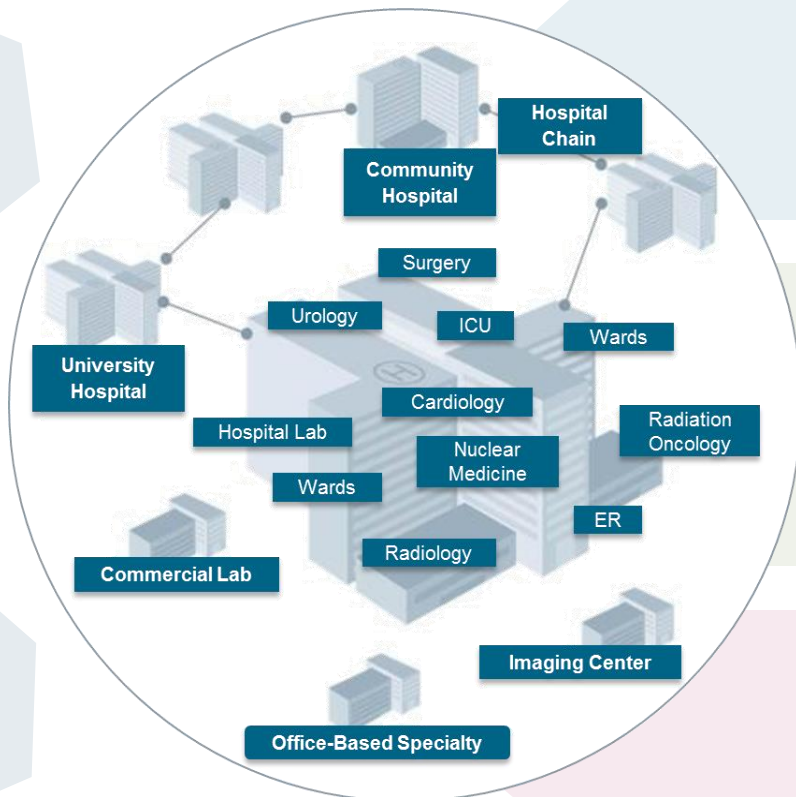 Hospital
Chain
Community
Hospital
Surgery
Urology
ICU
Wards
University
Hospital
Cardiology
Radiation
Oncology
Hospital Lab
Nuclear
Medicine
Wards
ER
Radiology
Commercial Lab
Imaging Center
Office-Based Specialty
H